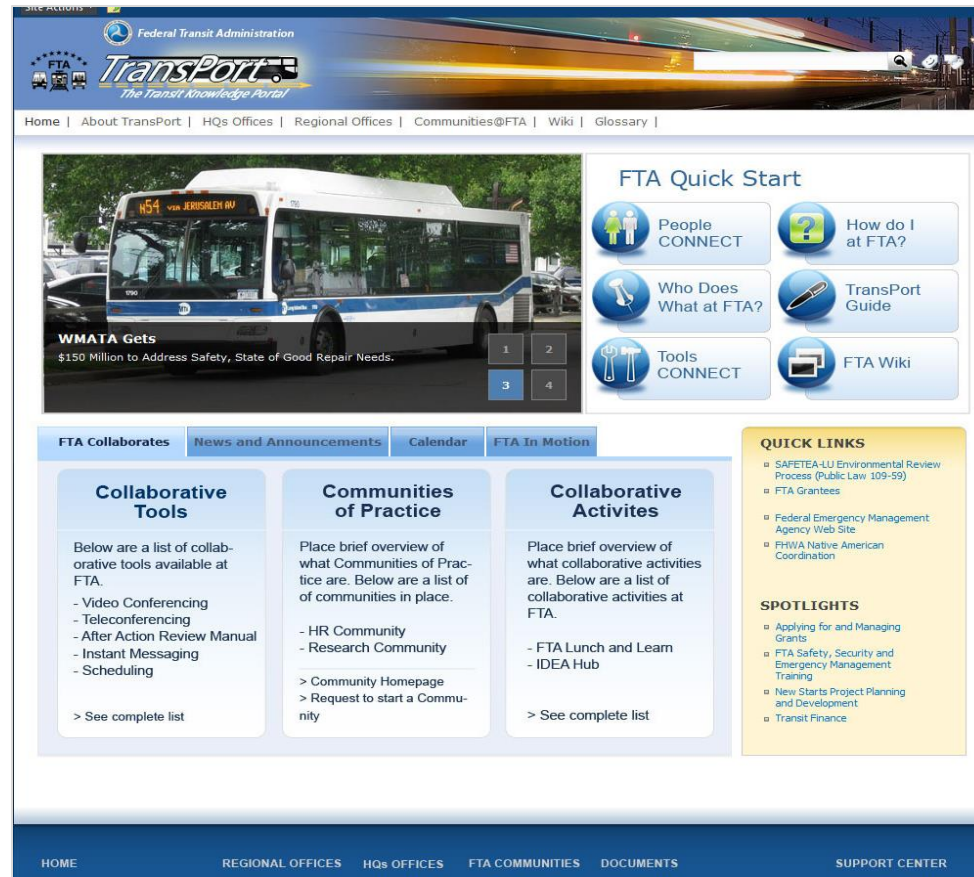 Site Actions
Federal Transit Administration
FTA
TransPort
The Transit Knowledge Portal
Home | About TransPort | HQs Offices | Regional Offices | Communities@FTA | Wiki | Glossary |
N54 VIA JERUSALEM AV
1790
1790
MTA
WMATA Gets
$150 Million to Address Safety, State of Good Repair Needs.
1 2
3 4
FTA Quick Start
People
CONNECT
How do I
at FTA?
Who Does
What at FTA?
TransPort
Guide
Tools
CONNECT
FTA Wiki
FTA Collaborates News and Announcements Calendar FTA In Motion
Collaborative
Tools
Below are a list of collab-
orative tools available at
FTA.
- Video Conferencing
- Teleconferencing
- After Action Review Manual
- Instant Messaging
- Scheduling
> See complete list
Communities
of Practice
Place brief overview of
what Communities of Prac-
tice are. Below are a list of
of communities in place.
- HR Community
- Research Community
> Community Homepage
> Request to start a Commu-
nity
Collaborative
Activites
Place brief overview of
what collaborative activities
are. Below are a list of
collaborative activities at
FTA.
- FTA Lunch and Learn
- IDEA Hub
> See complete list
QUICK LINKS
SAFETEA-LU Environmental Review
Process (Public Law 109-59)
FTA Grantees
Federal Emergency Management
Agency Web Site
FHWA Native American
Coordination
SPOTLIGHTS
Applying for and Managing
Grants
FTA Safety, Security and
Emergency Management
Training
New Starts Project Planning
and Development
Transit Finance
HOME REGIONAL OFFICES HQs OFFICES FTA COMMUNITIES DOCUMENTS SUPPORT CENTER